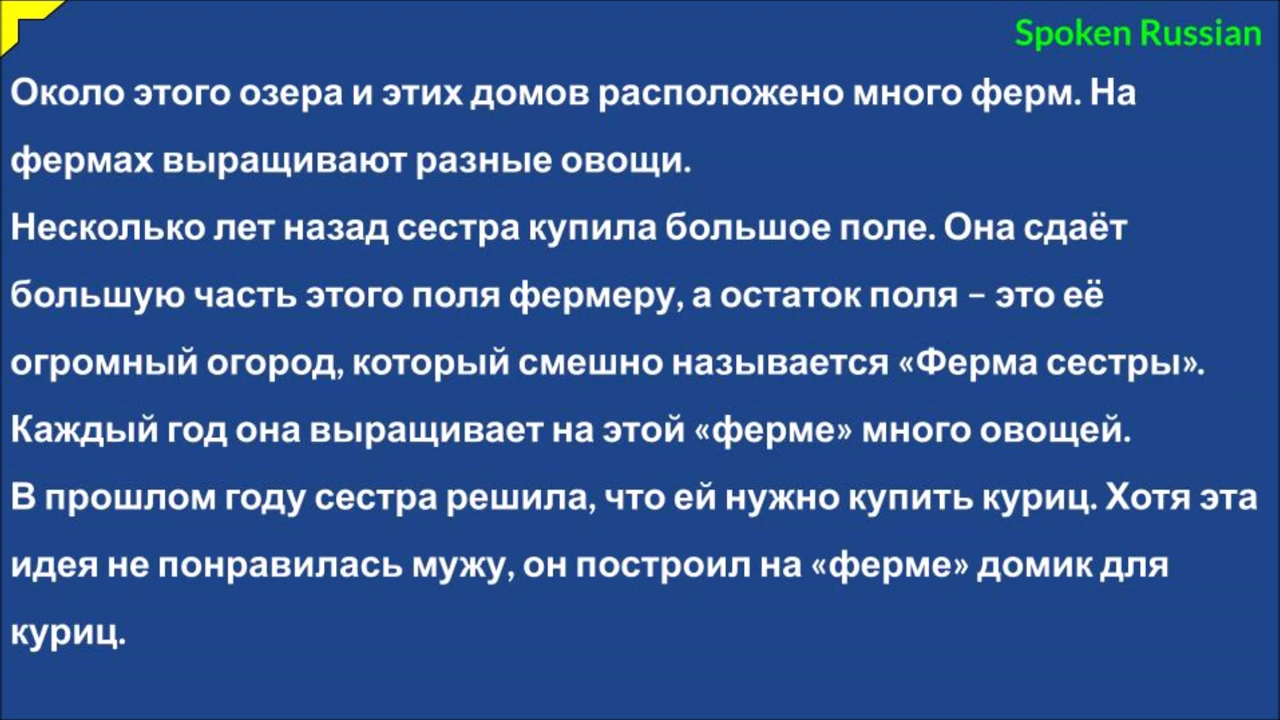 Spoken Russian
Около этого озера и этих домов расположено много ферм. На
фермах выращивают разные овощи.
Несколько лет назад сестра купила большое поле. Она сдаёт
большую часть этого поля фермеру, а остаток поля – это её
огромный огород, который смешно называется «Ферма сестры».
Каждый год она выращивает на этой «ферме» много овощей.
В прошлом году сестра решила, что ей нужно купить куриц. Хотя эта
идея не понравилась мужу, он построил на «ферме» домик для
куриц.